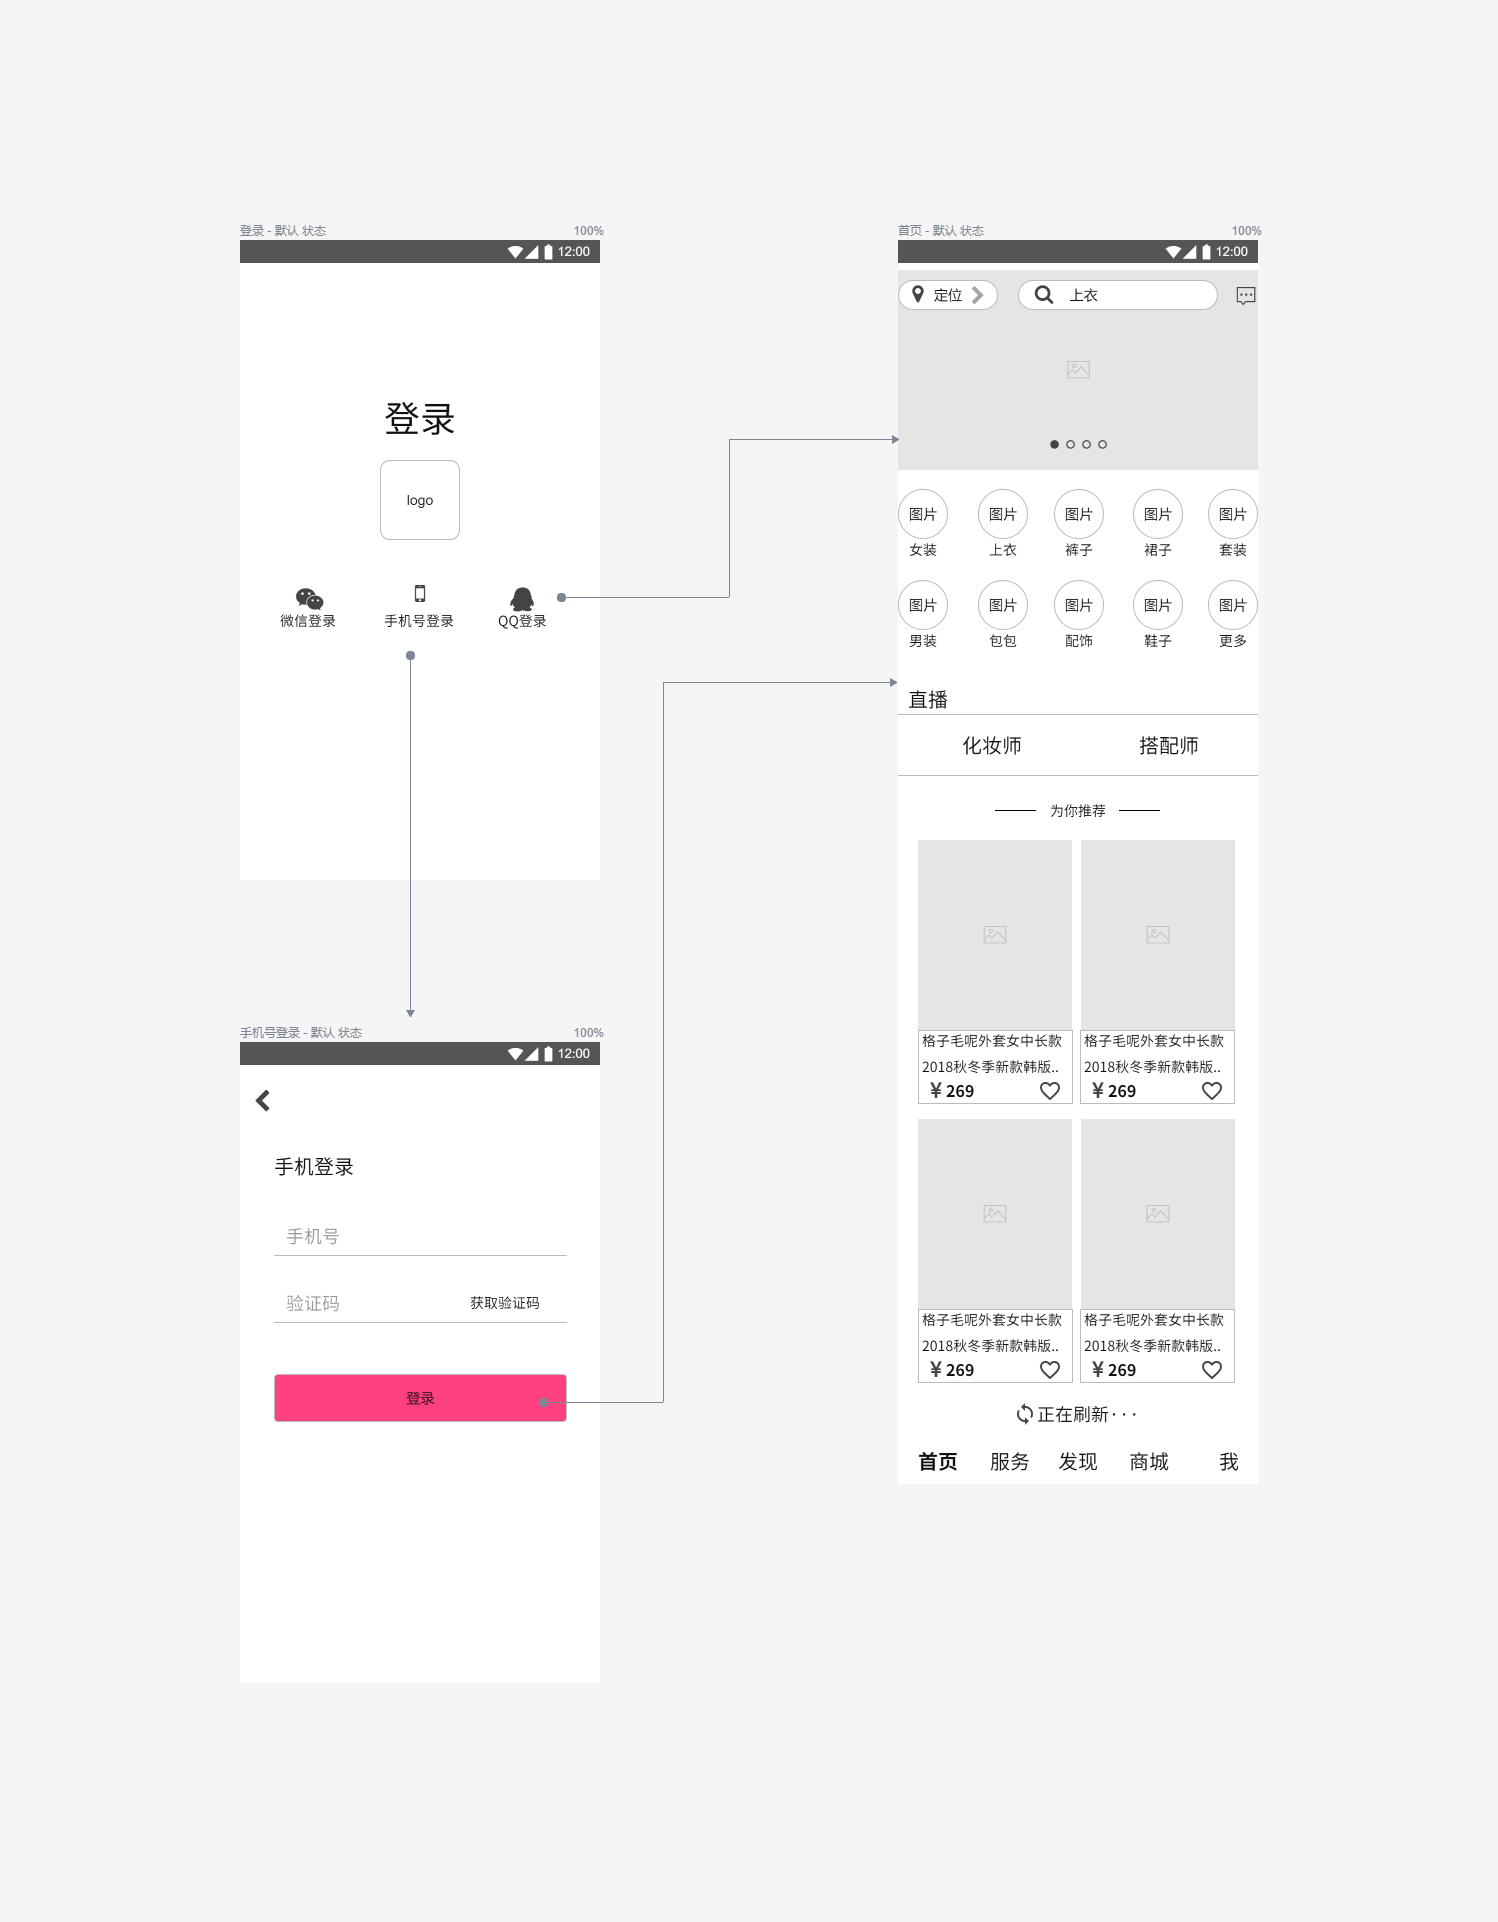 登录 - 默认 状态 100%
12:00
登录
logo
微信登录 手机号登录 QQ登录
手机号登录 - 默认 状态 100%
12:00
手机登录
手机号
验证码 获取验证码
登录
首页 - 默认 状态 100%
12:00
定位 上衣
图片 图片 图片 图片 图片
女装 上衣 裤子 裙子 套装
图片 图片 图片 图片 图片
男装 包包 配饰 鞋子 更多
直播
化妆师 搭配师
为你推荐
格子毛呢外套女中长款 格子毛呢外套女中长款
2018秋冬季新款韩版.. 2018秋冬季新款韩版..
¥ 269 ¥ 269
格子毛呢外套女中长款 格子毛呢外套女中长款
2018秋冬季新款韩版.. 2018秋冬季新款韩版..
¥ 269 ¥ 269
正在刷新···
首页 服务 发现 商城 我